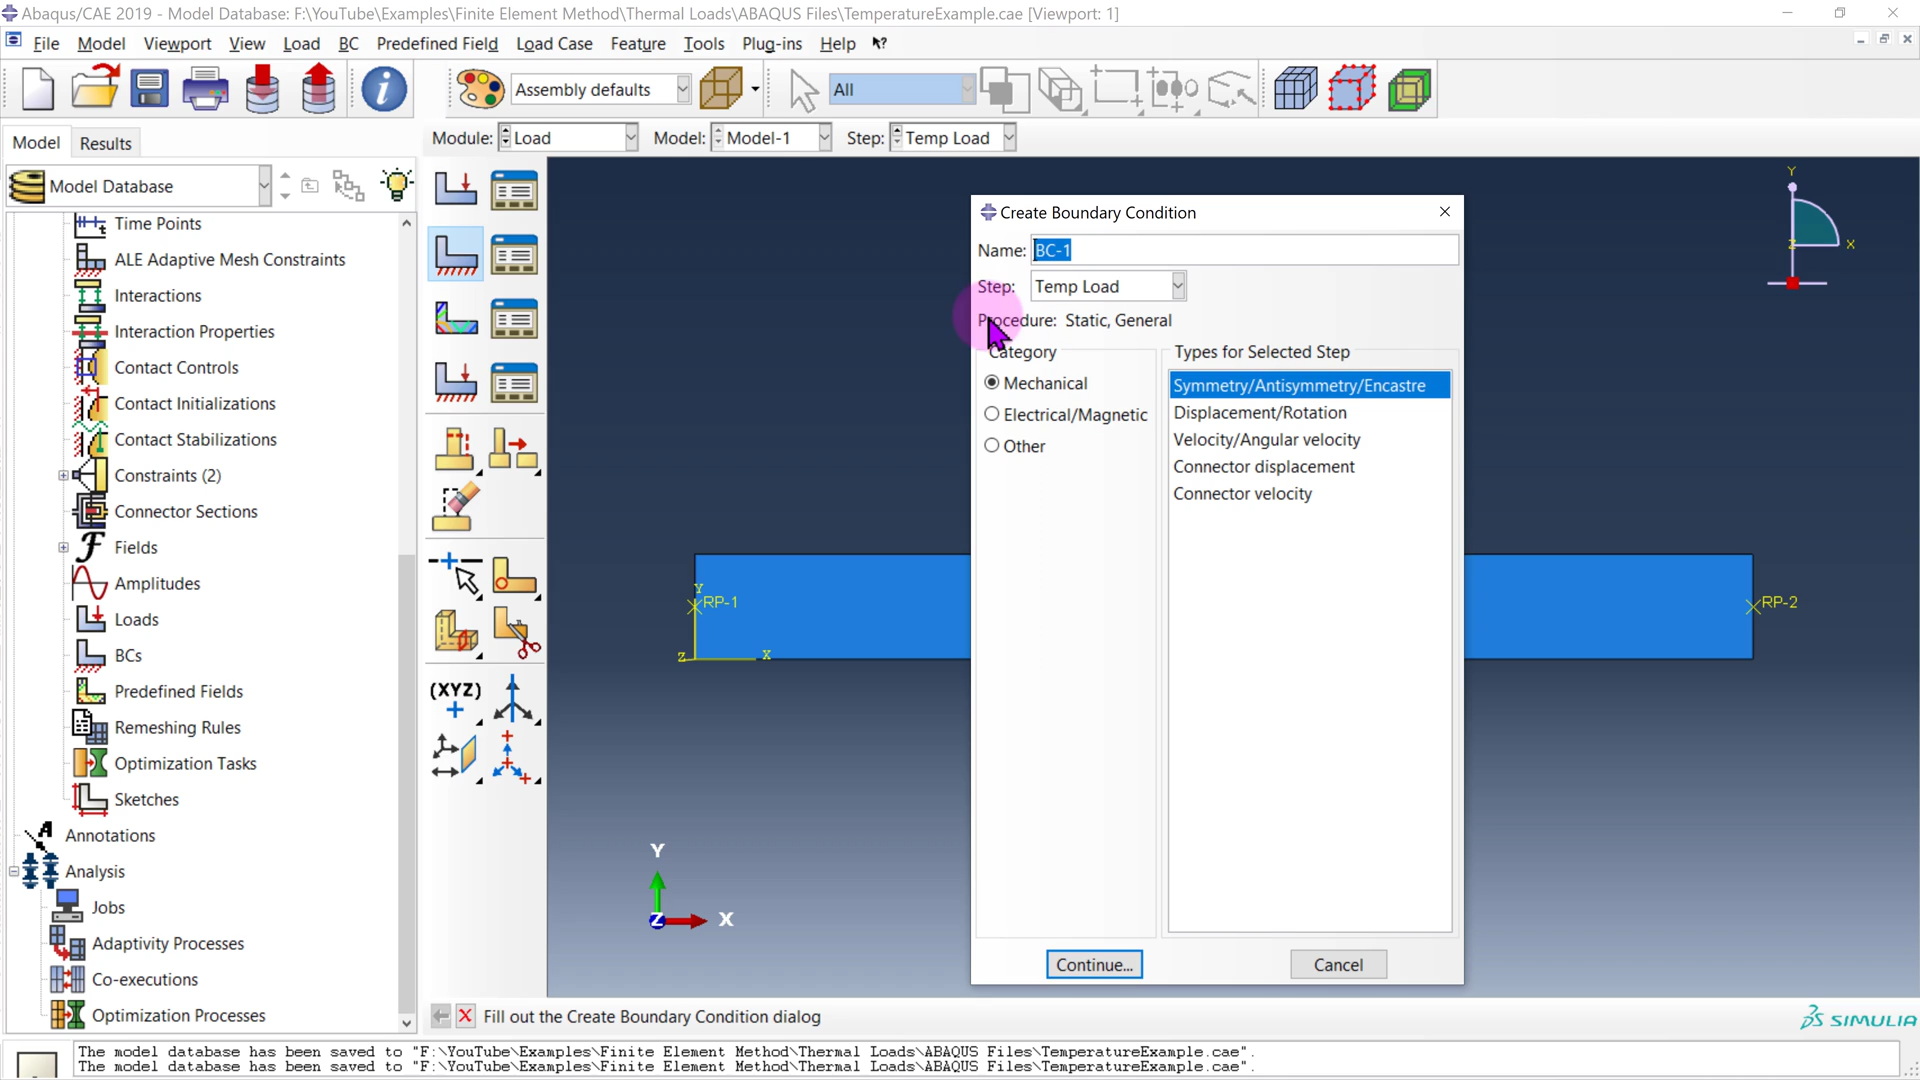 Abaqus/CAE 2019 - Model Database: F:\YouTube\Examples\Finite Element Method\Thermal Loads\ABAQUS Files\TemperatureExample.cae [Viewport: 1]
File Model Viewport View Load BC Predefined Field Load Case Feature Tools Plug-ins Help
Assembly defaults All
Model Results Module: Load Model: Model-1 Step: Temp Load
Model Database
Time Points
ALE Adaptive Mesh Constraints
Interactions
Interaction Properties
Contact Controls
Contact Initializations
Contact Stabilizations
Constraints (2)
Connector Sections
Fields
Amplitudes
Loads
BCs
Predefined Fields
Remeshing Rules
Optimization Tasks
Sketches
Annotations
Analysis
Jobs
Adaptivity Processes
Co-executions
Optimization Processes
(XYZ)
Create Boundary Condition
Name: BC-1
Step: Temp Load
Procedure: Static, General
Category
Mechanical
Electrical/Magnetic
Other
Types for Selected Step
Symmetry/Antisymmetry/Encastre
Displacement/Rotation
Velocity/Angular velocity
Connector displacement
Connector velocity
Continue... Cancel
Y
Z X
Y
RP-1
Z X
RP-2
Y
Z X
Fill out the Create Boundary Condition dialog
SIMULIA
The model database has been saved to "F:\YouTube\Examples\Finite Element Method\Thermal Loads\ABAQUS Files\TemperatureExample.cae".
The model database has been saved to "F:\YouTube\Examples\Finite Element Method\Thermal Loads\ABAQUS Files\TemperatureExample.cae".